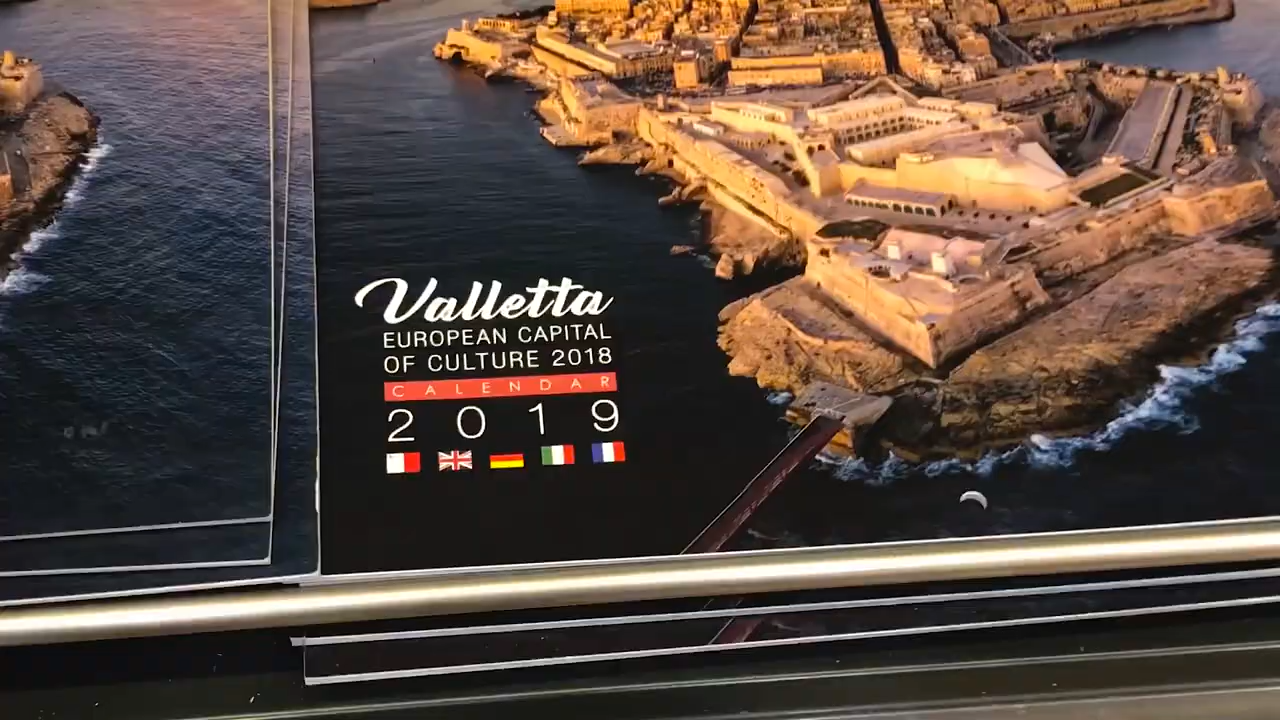 Valletta
EUROPEAN CAPITAL
OF CULTURE 2018
CALENDAR
2019